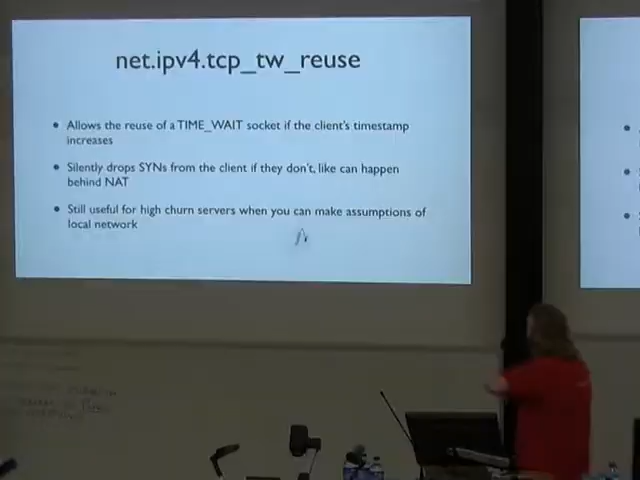 net.ipv4.tcp_tw_reuse
Allows the reuse of a TIME_WAIT socket if the client's timestamp
increases
Silently drops SYNs from the client if they don't, like can happen
behind NAT
Still useful for high churn servers when you can make assumptions of
local network